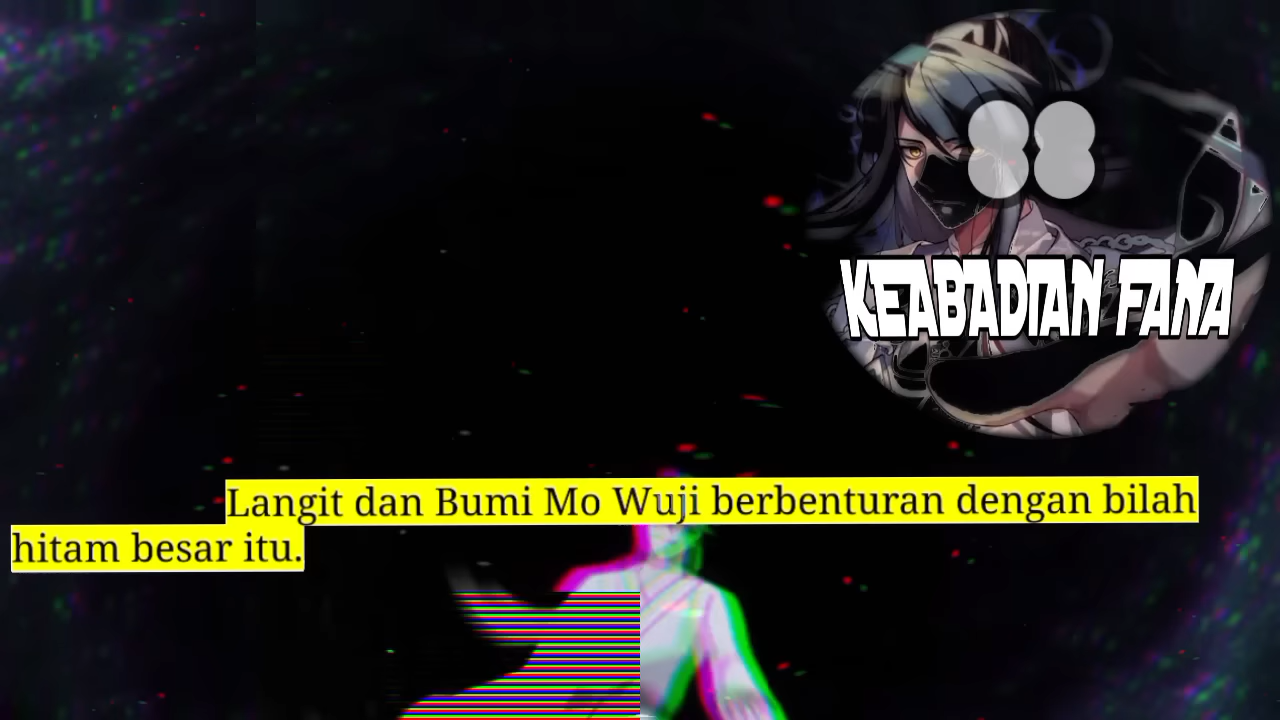 88
KEABADIAN FANA
Langit dan Bumi Mo Wuji berbenturan dengan bilah
hitam besar itu.